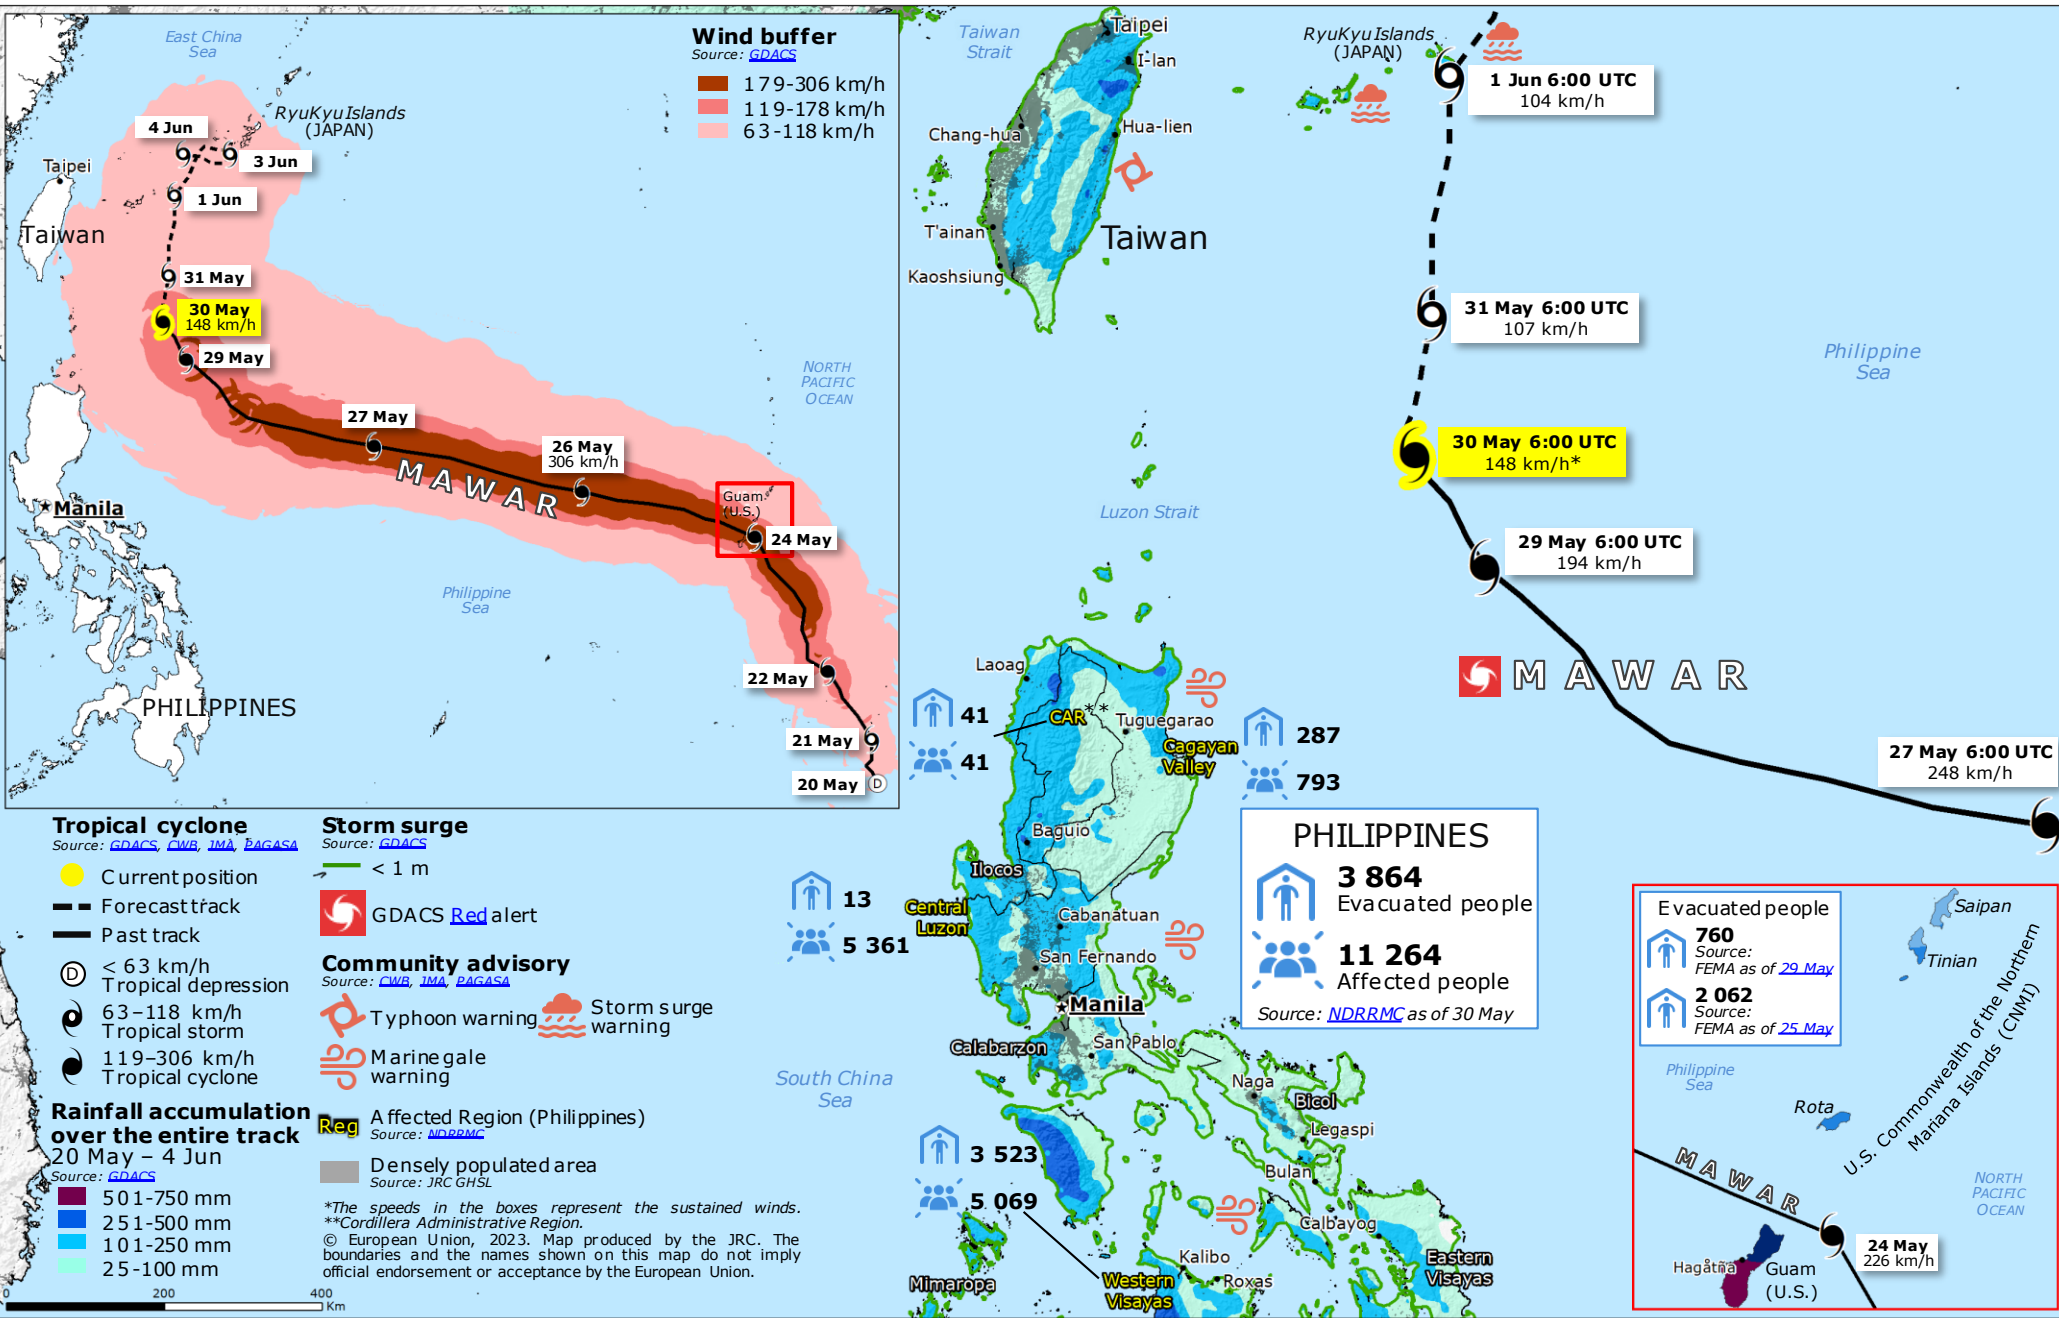 East China
Sea
Wind buffer
Source: GDACS
179-306 km/h
119-178 km/h
63-118 km/h
RyuKyu Islands
(JAPAN)
4 Jun
3 Jun
Taipei
1 Jun
Taiwan
31 May
30 May
148 km/h
29 May
27 May
26 May
306 km/h
NORTH
PACIFIC
OCEAN
MAWAR
Guam
(U.S.)
24 May
Manila
Philippine
Sea
22 May
PHILIPPINES
21 May
20 May
D
Taiwan
Strait
Taipei
I-lan
Chang-hua
Hua-lien
T'ainan
Taiwan
Kaoshsiung
RyuKyu Islands
(JAPAN)
1 Jun 6:00 UTC
104 km/h
31 May 6:00 UTC
107 km/h
Philippine
Sea
30 May 6:00 UTC
148 km/h*
Luzon Strait
29 May 6:00 UTC
194 km/h
MAWAR
27 May 6:00 UTC
248 km/h
Laoag
41
41
CAR**
Tuguegarao
Cagayan
Valley
287
793
Baguio
Ilocos
13
5 361
Central
Luzon
Cabanatuan
San Fernando
Manila
Calabarzon
San Pablo
South China
Sea
Naga
Bicol
Legaspi
Bulan
3 523
5 069
Calbayog
Kalibo
Roxas
Mimaropa
Western
Visayas
Eastern
Visayas
PHILIPPINES
3 864
Evacuated people
11 264
Affected people
Source: NDRRMC as of 30 May
Evacuated people
760
Source:
FEMA as of 29 May
2 062
Source:
FEMA as of 25 May
Saipan
Tinian
U.S. Commonwealth of the Northern
Mariana Islands (CNMI)
Philippine
Sea
Rota
MAWAR
NORTH
PACIFIC
OCEAN
24 May
226 km/h
Hagåtña
Guam
(U.S.)
Tropical cyclone
Source: GDACS, CWB, JMA, PAGASA
Current position
Forecast track
Past track
D
< 63 km/h
Tropical depression
63–118 km/h
Tropical storm
119–306 km/h
Tropical cyclone
Rainfall accumulation
over the entire track
20 May – 4 Jun
Source: GDACS
501-750 mm
251-500 mm
101-250 mm
25-100 mm
0 200 400
Km
Storm surge
Source: GDACS
< 1 m
GDACS Red alert
Community advisory
Source: CWB, JMA, PAGASA
Typhoon warning
Storm surge
warning
Marine gale
warning
Reg
Affected Region (Philippines)
Source: NDRRMC
Densely populated area
Source: JRC GHSL
*The speeds in the boxes represent the sustained winds.
**Cordillera Administrative Region.
© European Union, 2023. Map produced by the JRC. The
boundaries and the names shown on this map do not imply
official endorsement or acceptance by the European Union.